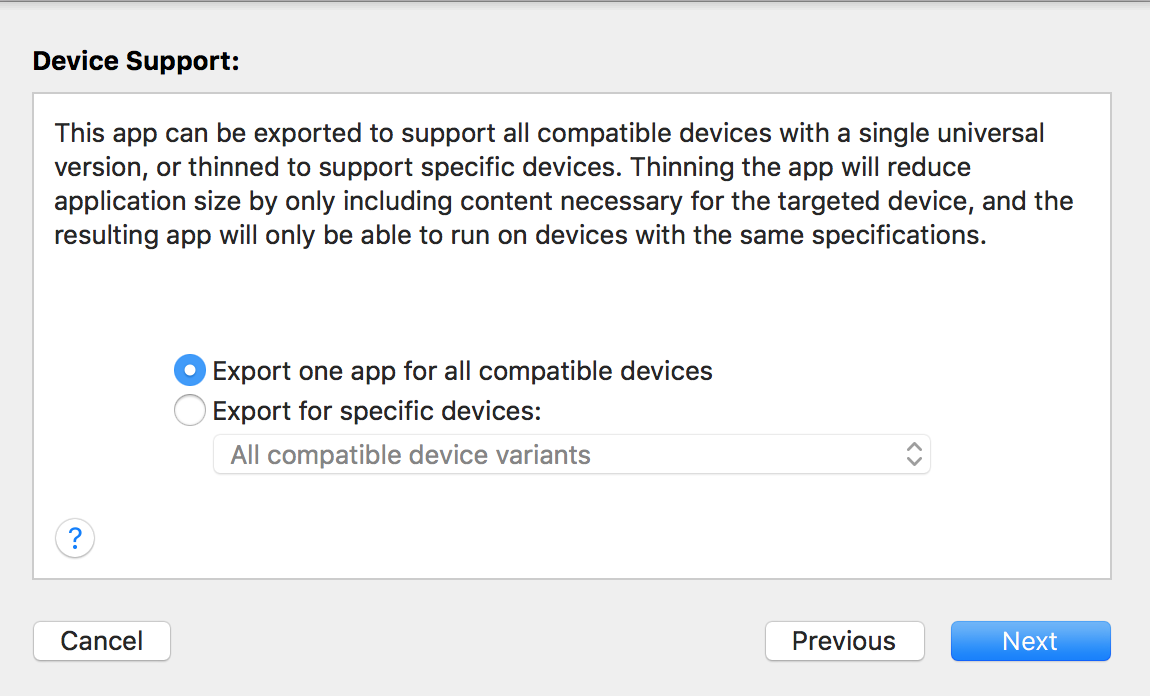 Device Support:
This app can be exported to support all compatible devices with a single universal
version, or thinned to support specific devices. Thinning the app will reduce
application size by only including content necessary for the targeted device, and the
resulting app will only be able to run on devices with the same specifications.
Export one app for all compatible devices
Export for specific devices:
All compatible device variants
?
Cancel
Previous
Next